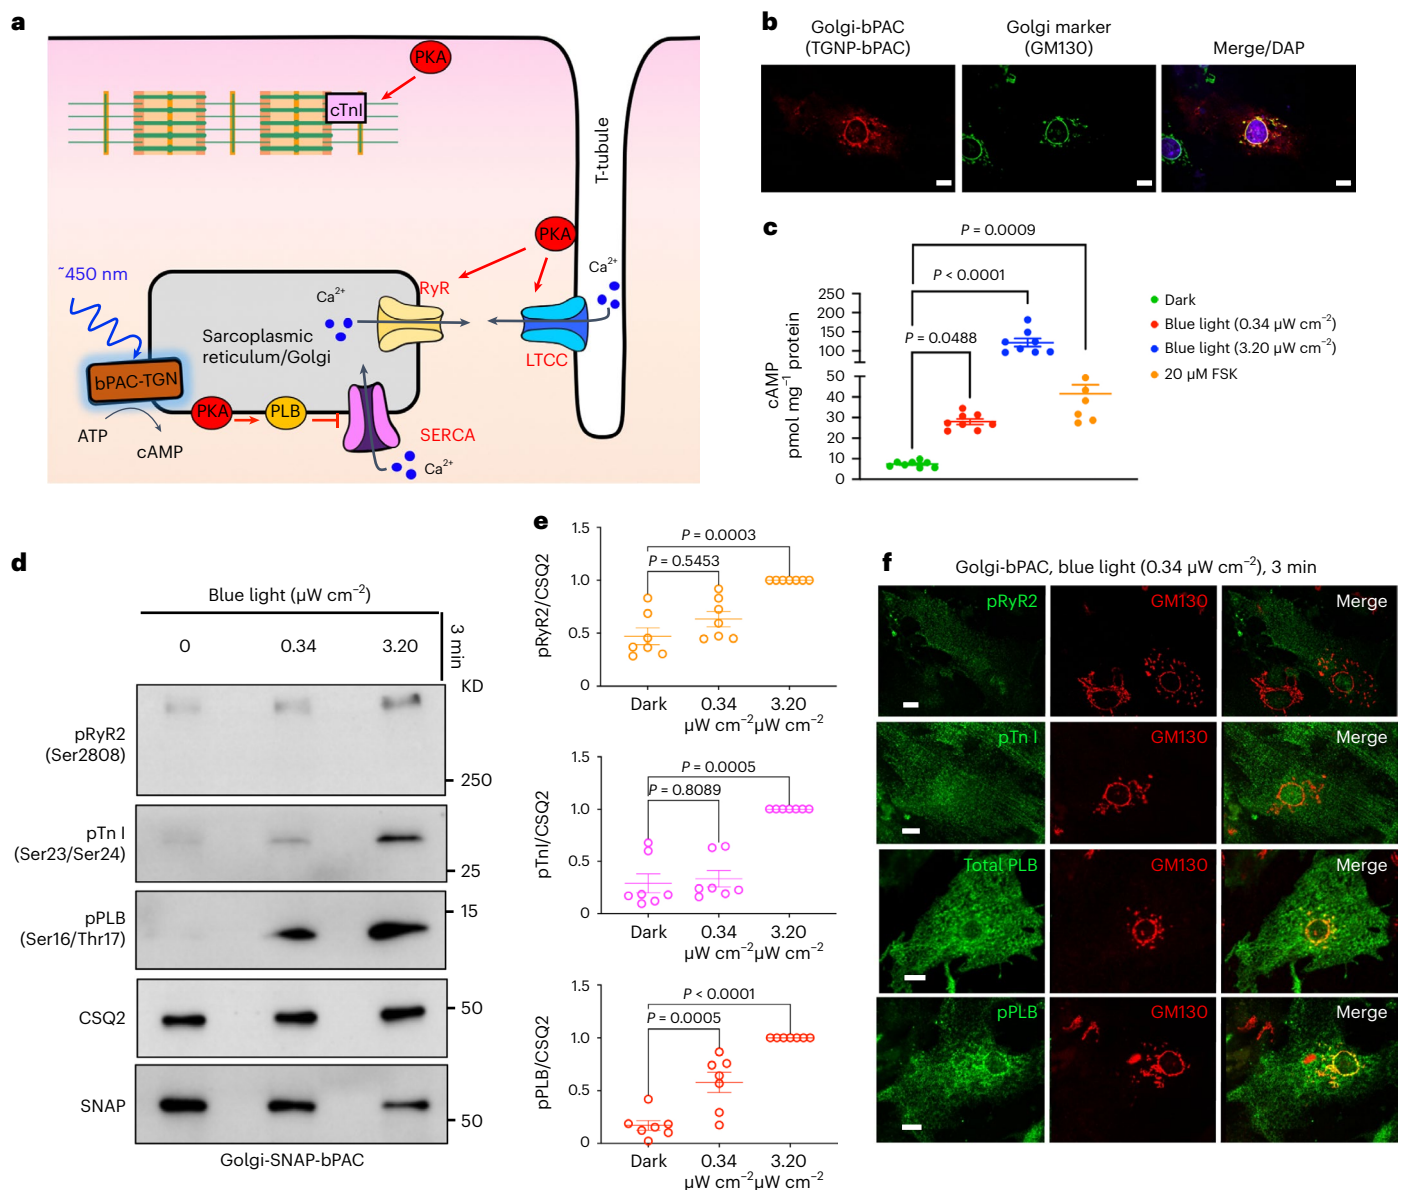 a
PKA
cTnI
T-tubule
PKA
Ca2+
~450 nm
RyR
Ca2+
Sarcoplasmic
reticulum/Golgi
LTCC
bPAC-TGN
PKA
PLB
SERCA
ATP
cAMP
Ca2+
b
Golgi-bPAC
(TGNP-bPAC)
Golgi marker
(GM130)
Merge/DAP
c
P = 0.0009
P < 0.0001
P = 0.0488
250
200
150
100
50
40
30
20
10
0
cAMP
pmol mg−1 protein
Dark
Blue light (0.34 µW cm−2)
Blue light (3.20 µW cm−2)
20 µM FSK
d
Blue light (µW cm−2)
0 0.34 3.20
3 min
KD
pRyR2
(Ser2808)
250
pTn I
(Ser23/Ser24)
25
pPLB
(Ser16/Thr17)
15
CSQ2
50
SNAP
50
Golgi-SNAP-bPAC
e
pRyR2/CSQ2
1.5
1.0
0.5
0
P = 0.0003
P = 0.5453
Dark 0.34 3.20
µW cm−2 µW cm−2
pTnI/CSQ2
1.5
1.0
0.5
0
P = 0.0005
P = 0.8089
Dark 0.34 3.20
µW cm−2 µW cm−2
pPLB/CSQ2
1.5
1.0
0.5
0
P < 0.0001
P = 0.0005
Dark 0.34 3.20
µW cm−2 µW cm−2
f
Golgi-bPAC, blue light (0.34 µW cm−2), 3 min
pRyR2 GM130 Merge
pTn I GM130 Merge
Total PLB GM130 Merge
pPLB GM130 Merge